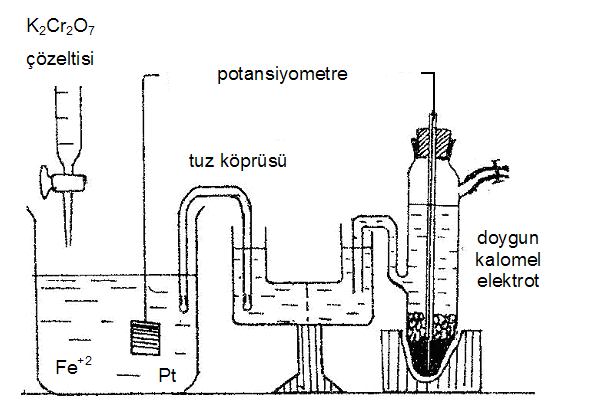 K₂Cr₂O₇
çözeltisi
potansiyometre
tuz köprüsü
doygun
kalomel
elektrot
Fe⁺²
Pt